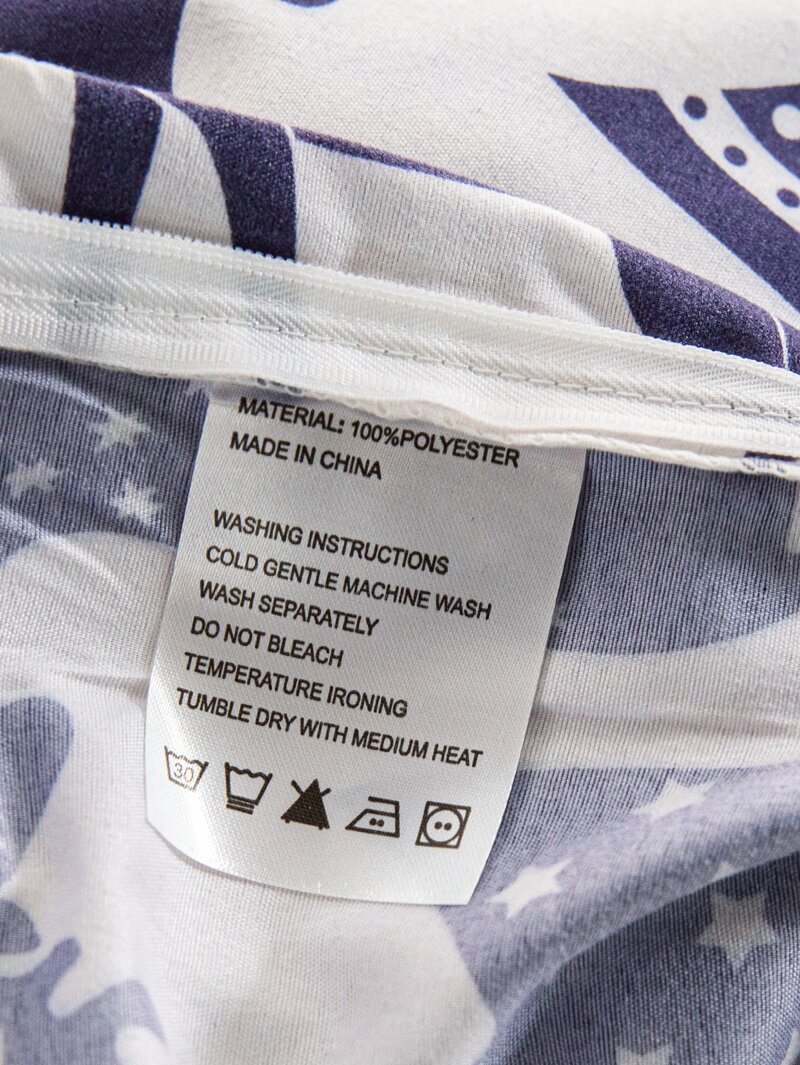 MATERIAL: 100%POLYESTER
MADE IN CHINA
WASHING INSTRUCTIONS
COLD GENTLE MACHINE WASH
WASH SEPARATELY
DO NOT BLEACH
TEMPERATURE IRONING
TUMBLE DRY WITH MEDIUM HEAT
30